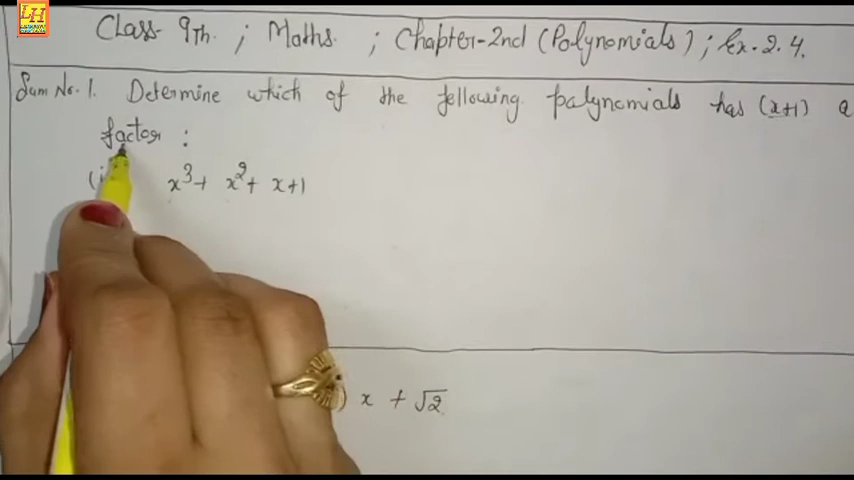 LH
Class 9Th. ; Maths. ; Chapter-2nd (Polynomials) ; Ex. 2.4.
Sum No. 1. Determine which of the following polynomials has (x+1) a
factor :
(i) x³+ x²+ x+1
x + √2